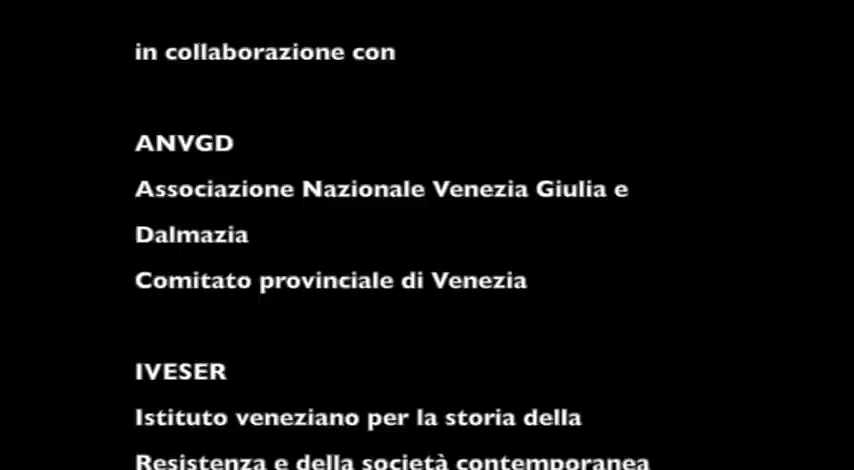 in collaborazione con
ANVGD
Associazione Nazionale Venezia Giulia e
Dalmazia
Comitato provinciale di Venezia
IVESER
Istituto veneziano per la storia della
Resistenza e della società contemporanea